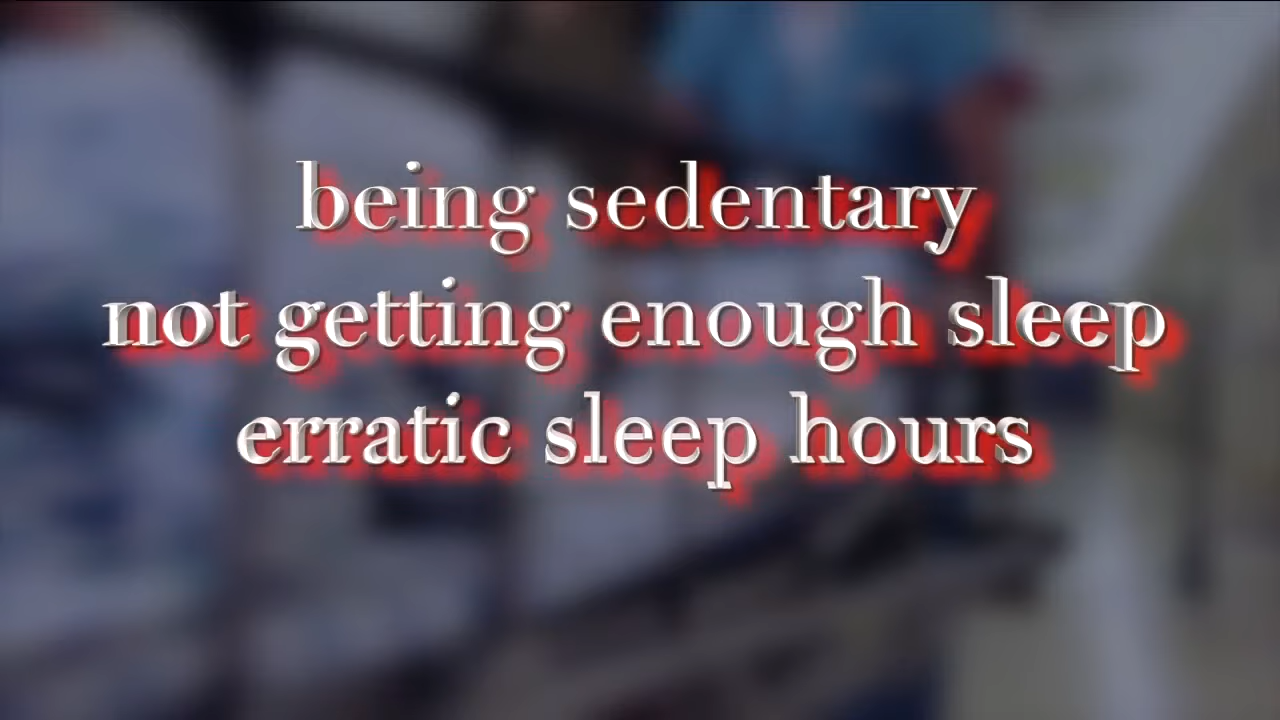 being sedentary
not getting enough sleep
erratic sleep hours